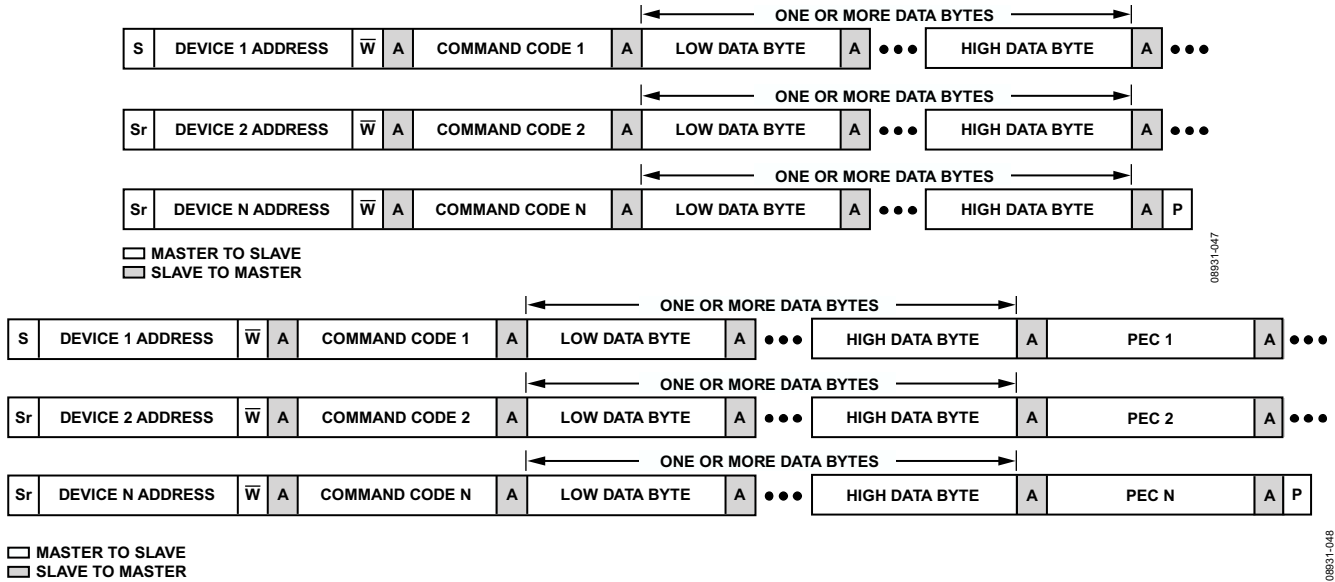 ONE OR MORE DATA BYTES
S DEVICE 1 ADDRESS W̅ A COMMAND CODE 1 A LOW DATA BYTE A ●●● HIGH DATA BYTE A ●●●
ONE OR MORE DATA BYTES
Sr DEVICE 2 ADDRESS W̅ A COMMAND CODE 2 A LOW DATA BYTE A ●●● HIGH DATA BYTE A ●●●
ONE OR MORE DATA BYTES
Sr DEVICE N ADDRESS W̅ A COMMAND CODE N A LOW DATA BYTE A ●●● HIGH DATA BYTE A P
MASTER TO SLAVE
SLAVE TO MASTER
08931-047
ONE OR MORE DATA BYTES
S DEVICE 1 ADDRESS W̅ A COMMAND CODE 1 A LOW DATA BYTE A ●●● HIGH DATA BYTE A PEC 1 A ●●●
ONE OR MORE DATA BYTES
Sr DEVICE 2 ADDRESS W̅ A COMMAND CODE 2 A LOW DATA BYTE A ●●● HIGH DATA BYTE A PEC 2 A ●●●
ONE OR MORE DATA BYTES
Sr DEVICE N ADDRESS W̅ A COMMAND CODE N A LOW DATA BYTE A ●●● HIGH DATA BYTE A PEC N A P
MASTER TO SLAVE
SLAVE TO MASTER
08931-048